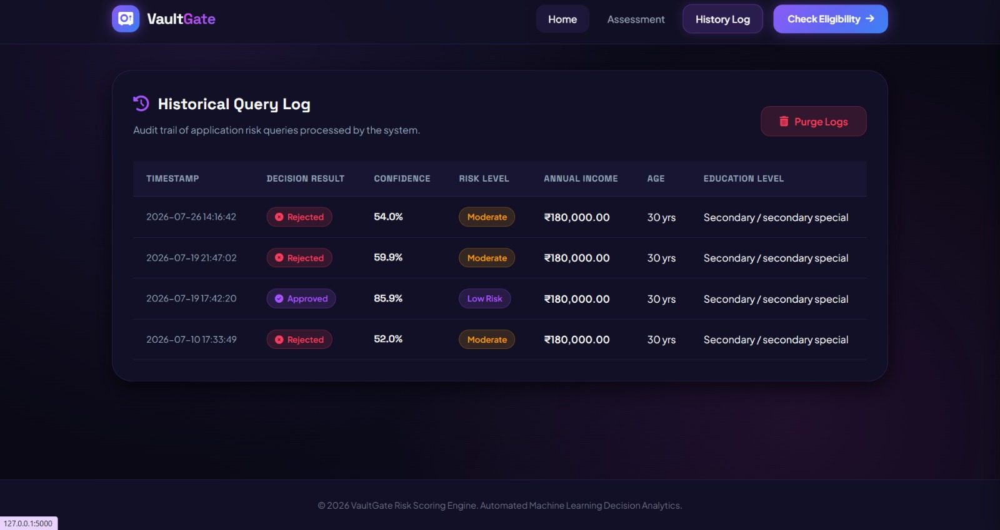 VaultGate
Home Assessment History Log Check Eligibility →
Historical Query Log
Audit trail of application risk queries processed by the system.
Purge Logs
TIMESTAMP DECISION RESULT CONFIDENCE RISK LEVEL ANNUAL INCOME AGE EDUCATION LEVEL
2026-07-26 14:16:42 Rejected 54.0% Moderate ₹180,000.00 30 yrs Secondary / secondary special
2026-07-19 21:47:02 Rejected 59.9% Moderate ₹180,000.00 30 yrs Secondary / secondary special
2026-07-19 17:42:20 Approved 85.9% Low Risk ₹180,000.00 30 yrs Secondary / secondary special
2026-07-10 17:33:49 Rejected 52.0% Moderate ₹180,000.00 30 yrs Secondary / secondary special
© 2026 VaultGate Risk Scoring Engine. Automated Machine Learning Decision Analytics.
127.0.0.1:5000